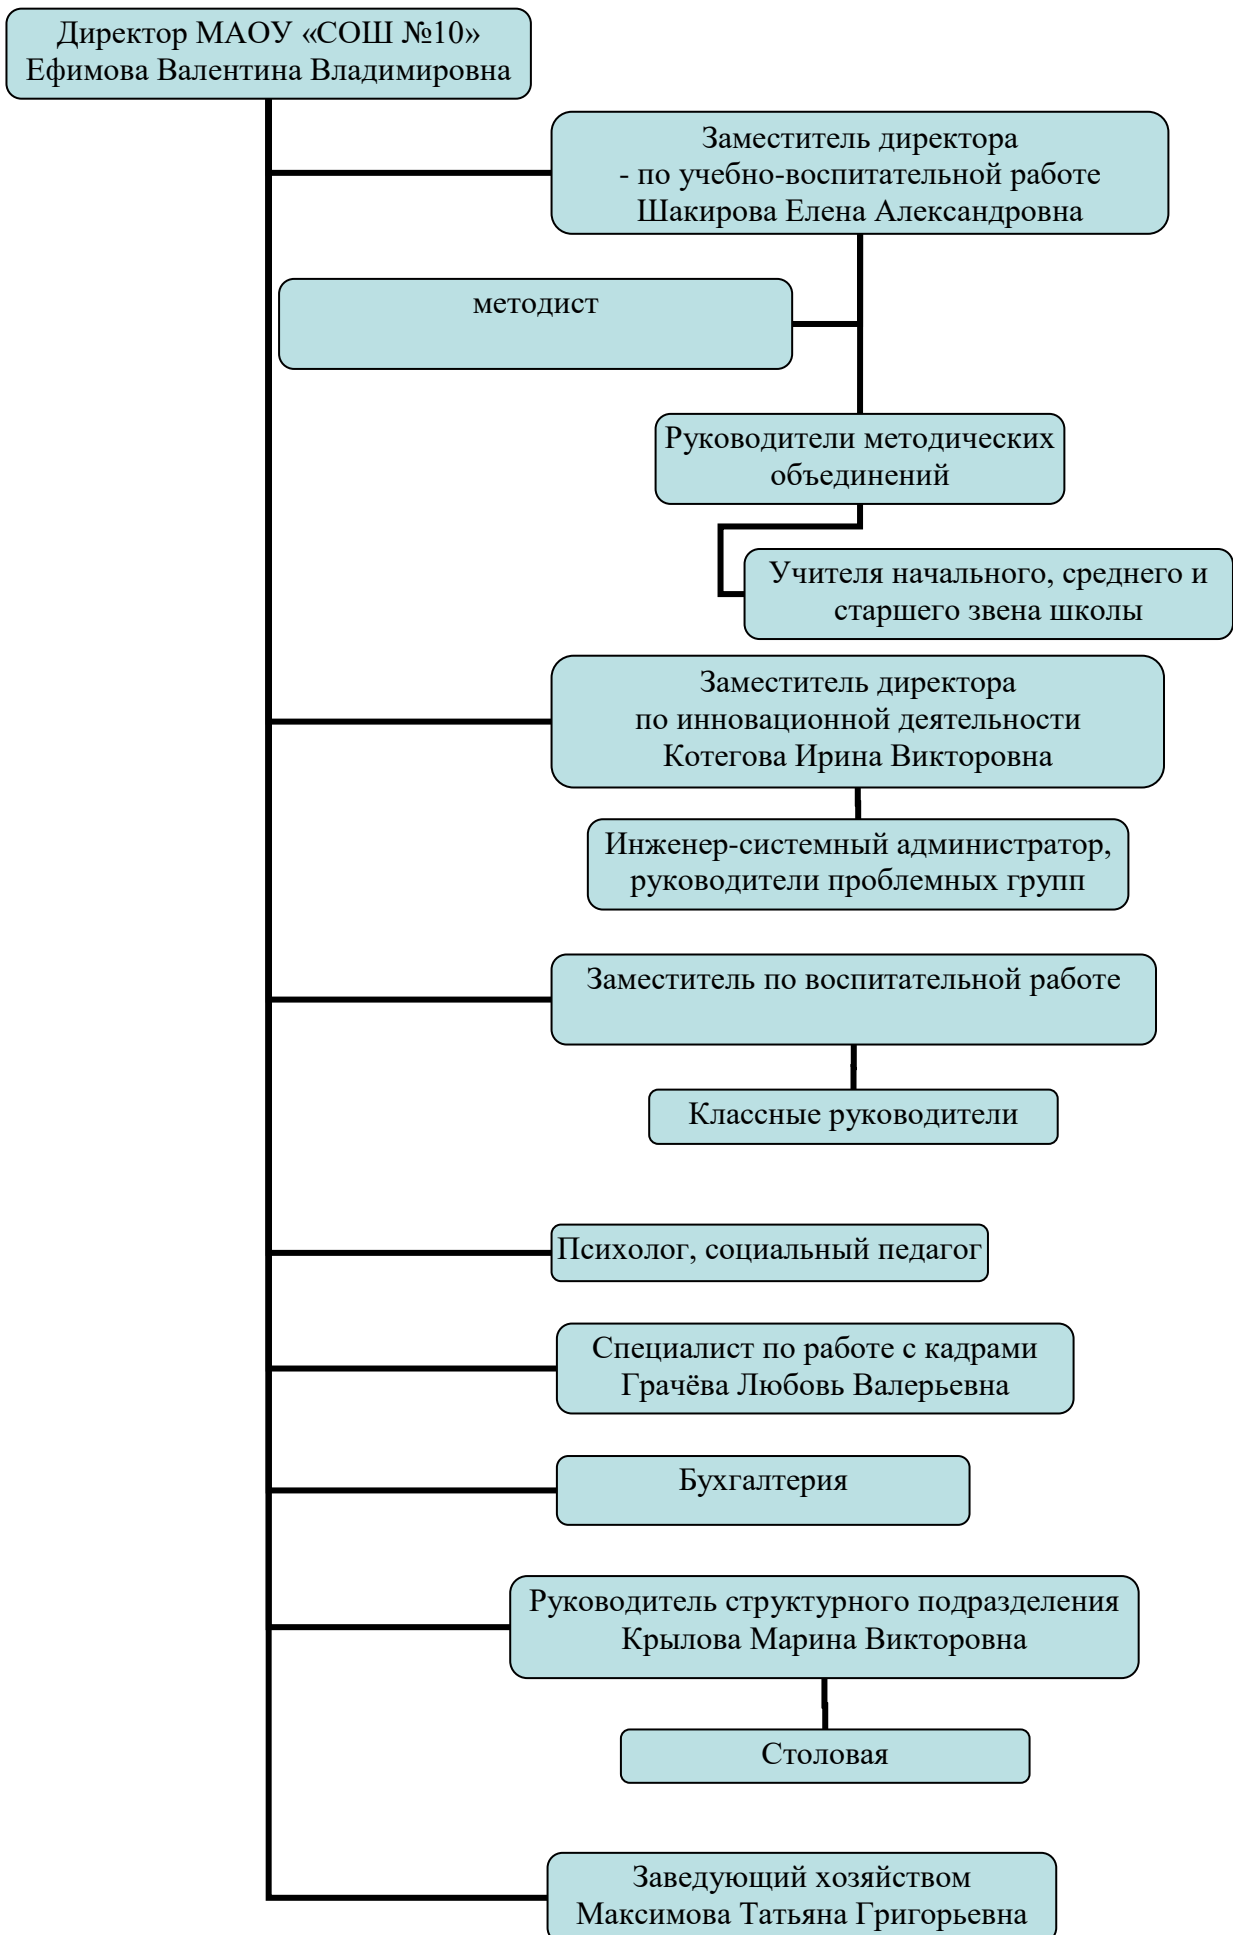 Директор МАОУ «СОШ №10»
Ефимова Валентина Владимировна
Заместитель директора
- по учебно-воспитательной работе
Шакирова Елена Александровна
методист
Руководители методических
объединений
Учителя начального, среднего и
старшего звена школы
Заместитель директора
по инновационной деятельности
Котегова Ирина Викторовна
Инженер-системный администратор,
руководители проблемных групп
Заместитель по воспитательной работе
Классные руководители
Психолог, социальный педагог
Специалист по работе с кадрами
Грачёва Любовь Валерьевна
Бухгалтерия
Руководитель структурного подразделения
Крылова Марина Викторовна
Столовая
Заведующий хозяйством
Максимова Татьяна Григорьевна